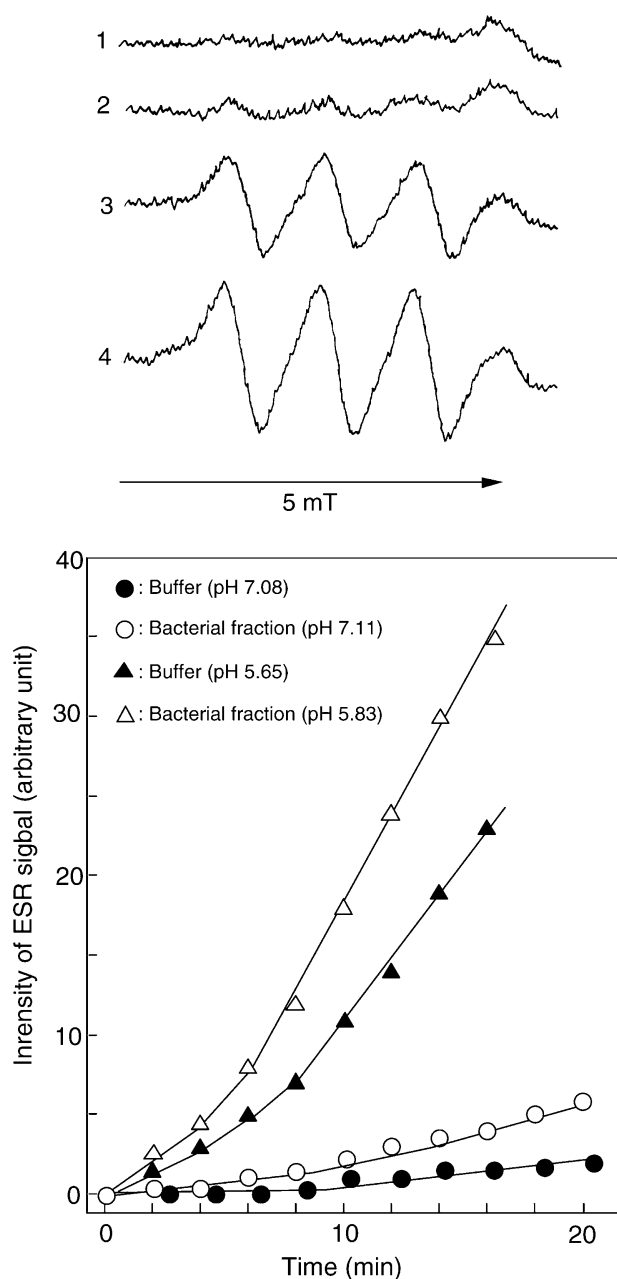 1
2
3
4
5 mT
40
30
20
10
0
Inrensity of ESR sigbal (arbitrary unit)
●: Buffer (pH 7.08)
○: Bacterial fraction (pH 7.11)
▲: Buffer (pH 5.65)
△: Bacterial fraction (pH 5.83)
0 10 20
Time (min)